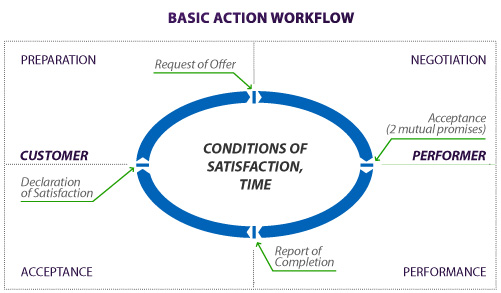 BASIC ACTION WORKFLOW
PREPARATION
NEGOTIATION
Request of Offer
Acceptance
(2 mutual promises)
CONDITIONS OF
SATISFACTION,
TIME
CUSTOMER
PERFORMER
Declaration
of Satisfaction
Report of
Completion
ACCEPTANCE
PERFORMANCE